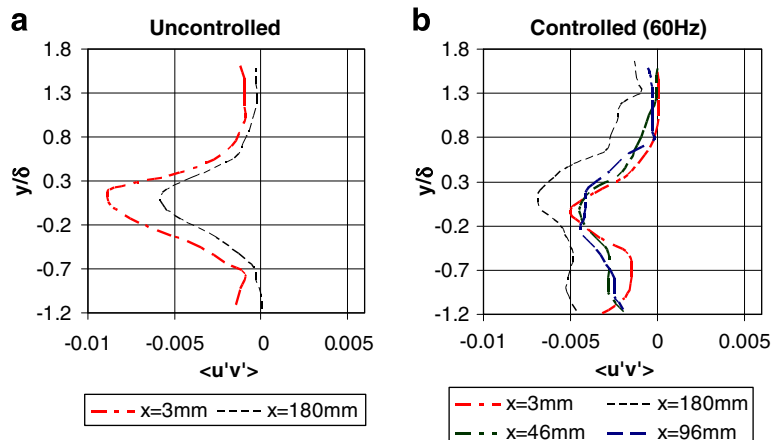 a
Uncontrolled
y/δ
1.8
1.3
0.8
0.3
-0.2
-0.7
-1.2
-0.01
-0.005
0
0.005
<u'v'>
x=3mm
x=180mm
b
Controlled (60Hz)
y/δ
1.8
1.3
0.8
0.3
-0.2
-0.7
-1.2
-0.01
-0.005
0
0.005
<u'v'>
x=3mm
x=180mm
x=46mm
x=96mm